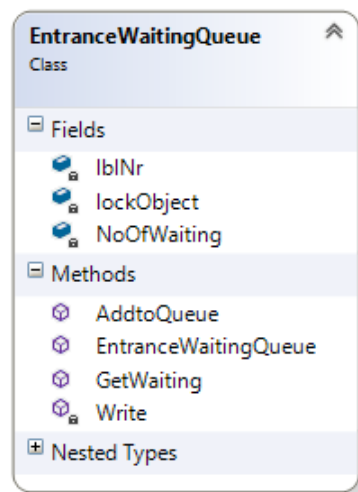 EntranceWaitingQueue
Class
Fields
lblNr
lockObject
NoOfWaiting
Methods
AddtoQueue
EntranceWaitingQueue
GetWaiting
Write
Nested Types